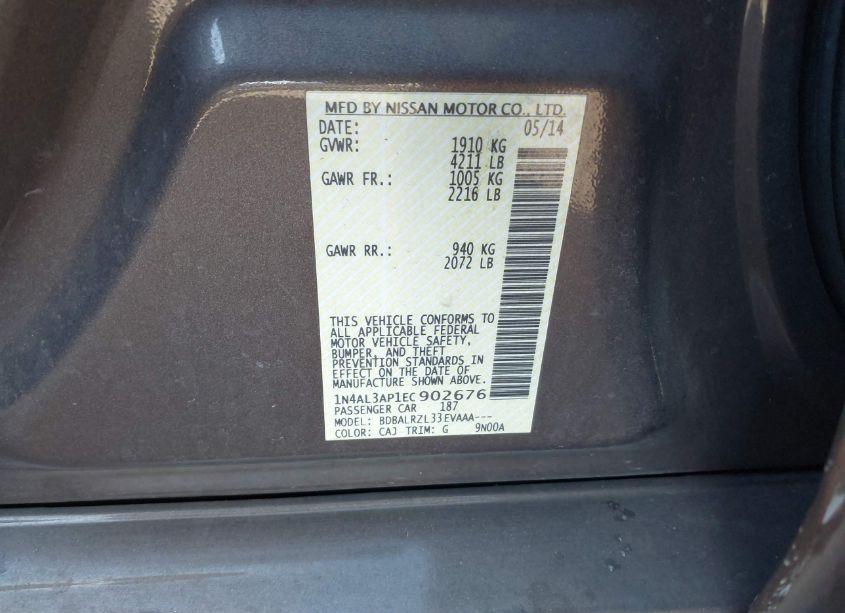 MFD BY NISSAN MOTOR CO., LTD.
DATE: 05/14
GVWR: 1910 KG
4211 LB
GAWR FR.: 1005 KG
2216 LB
GAWR RR.: 940 KG
2072 LB
THIS VEHICLE CONFORMS TO
ALL APPLICABLE FEDERAL
MOTOR VEHICLE SAFETY,
BUMPER, AND THEFT
PREVENTION STANDARDS IN
EFFECT ON THE DATE OF
MANUFACTURE SHOWN ABOVE.
1N4AL3AP1EC902676
PASSENGER CAR 187
MODEL: BDBALRZL33EVAAA---
COLOR: CAJ TRIM: G 9N00A